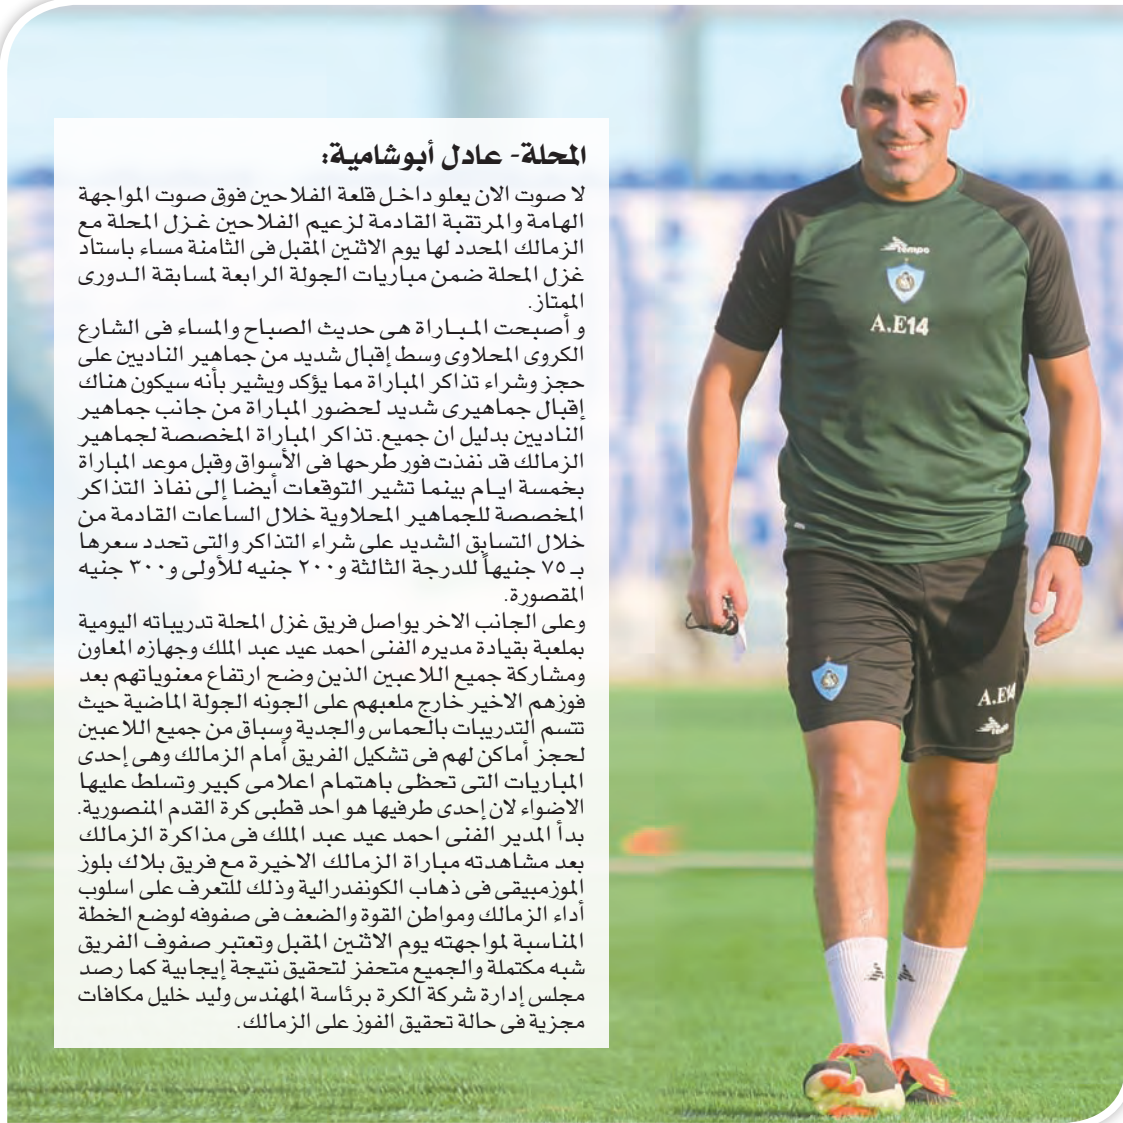 المحلة- عادل أبوشامية:
لا صوت الان يعلو داخل قلعة الفلاحين فوق صوت المواجهة
الهامة والمرتقبة القادمة لزعيم الفلاحين غزل المحلة مع
الزمالك المحدد لها يوم الاثنين المقبل فى الثامنة مساء باستاد
غزل المحلة ضمن مباريات الجولة الرابعة لمسابقة الدورى
الممتاز.
و أصبحت المباراة هى حديث الصباح والمساء فى الشارع
الكروى المحلاوى وسط إقبال شديد من جماهير الناديين على
حجز وشراء تذاكر المباراة مما يؤكد ويشير بأنه سيكون هناك
إقبال جماهيرى شديد لحضور المباراة من جانب جماهير
الناديين بدليل ان جميع. تذاكر المباراة المخصصة لجماهير
الزمالك قد نفذت فور طرحها فى الأسواق وقبل موعد المباراة
بخمسة ايام بينما تشير التوقعات أيضا إلى نفاذ التذاكر
المخصصة للجماهير المحلاوية خلال الساعات القادمة من
خلال التسابق الشديد على شراء التذاكر والتى تحدد سعرها
بـ ٧٥ جنيهاً للدرجة الثالثة و٢٠٠ جنيه للأولى و٣٠٠ جنيه
المقصورة.
وعلى الجانب الاخر يواصل فريق غزل المحلة تدريباته اليومية
بملعبة بقيادة مديره الفنى احمد عيد عبد الملك وجهازه المعاون
ومشاركة جميع اللاعبين الذين وضح ارتفاع معنوياتهم بعد
فوزهم الاخير خارج ملعبهم على الجونه الجولة الماضية حيث
تتسم التدريبات بالحماس والجدية وسباق من جميع اللاعبين
لحجز أماكن لهم فى تشكيل الفريق أمام الزمالك وهى إحدى
المباريات التى تحظى باهتمام اعلامى كبير وتسلط عليها
الاضواء لان إحدى طرفيها هو احد قطبى كرة القدم المنصورية.
بدأ المدير الفنى احمد عيد عبد الملك فى مذاكرة الزمالك
بعد مشاهدته مباراة الزمالك الاخيرة مع فريق بلاك بلوز
الموزمبيقى فى ذهاب الكونفدرالية وذلك للتعرف على اسلوب
أداء الزمالك ومواطن القوة والضعف فى صفوفه لوضع الخطة
المناسبة لمواجهته يوم الاثنين المقبل وتعتبر صفوف الفريق
شبه مكتملة والجميع متحفز لتحقيق نتيجة إيجابية كما رصد
مجلس إدارة شركة الكرة برئاسة المهندس وليد خليل مكافات
مجزية فى حالة تحقيق الفوز على الزمالك.
tempo
A.E14
A.E14
tempo